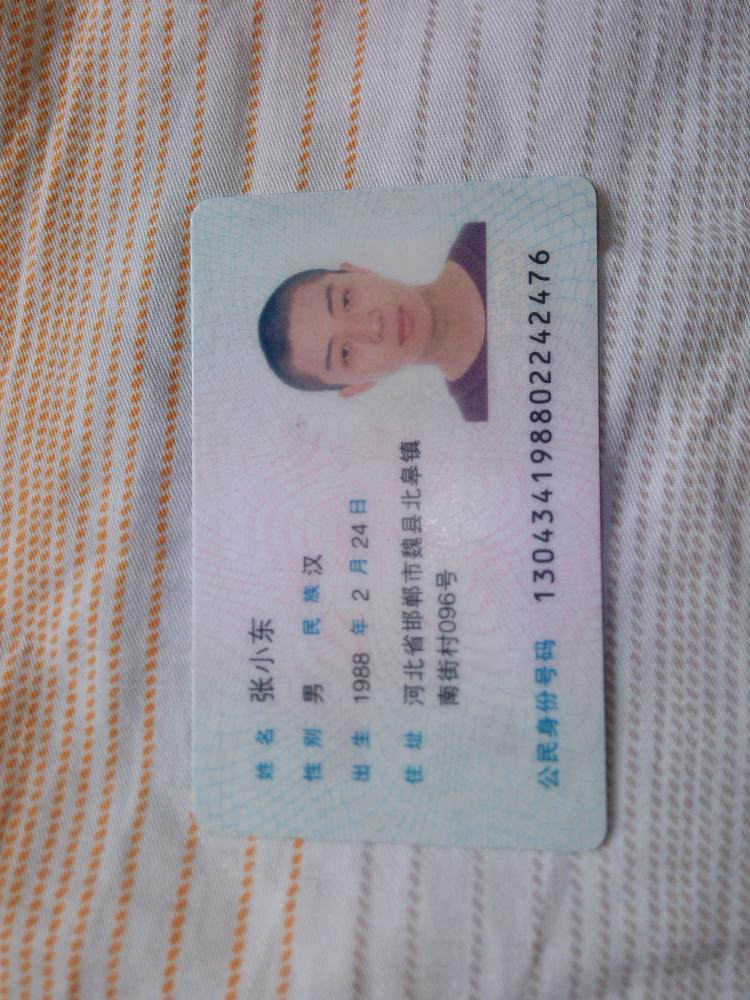 姓名 张小东
性别 男 民族 汉
出生 1988 年 2 月 24 日
住址 河北省邯郸市魏县北皋镇
南街村096号
公民身份号码 130434198802242476